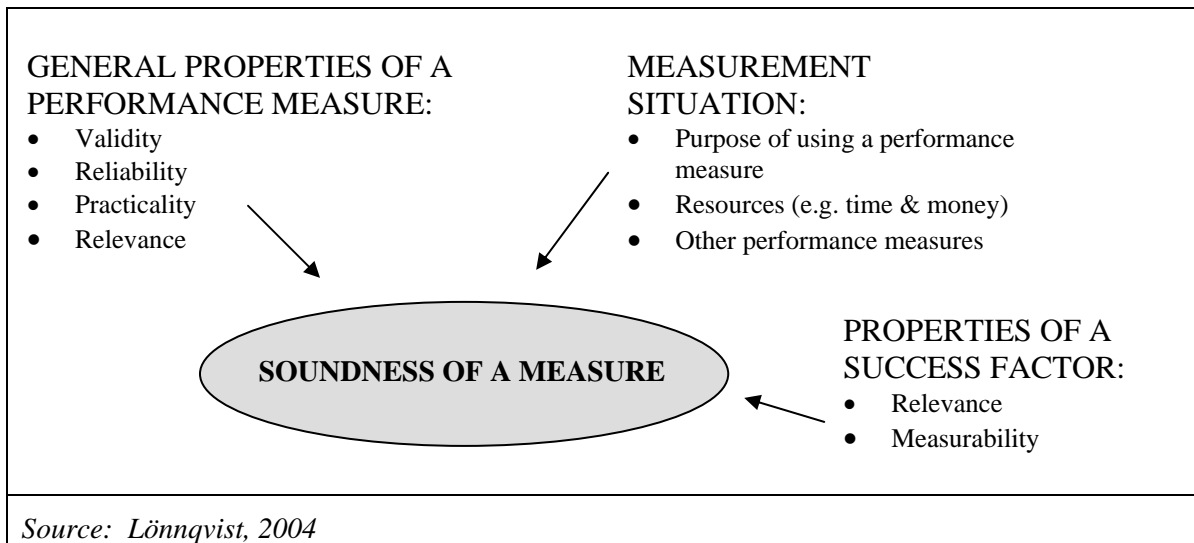 GENERAL PROPERTIES OF A
PERFORMANCE MEASURE:
• Validity
• Reliability
• Practicality
• Relevance
MEASUREMENT
SITUATION:
• Purpose of using a performance
measure
• Resources (e.g. time & money)
• Other performance measures
SOUNDNESS OF A MEASURE
PROPERTIES OF A
SUCCESS FACTOR:
• Relevance
• Measurability
Source: Lönnqvist, 2004